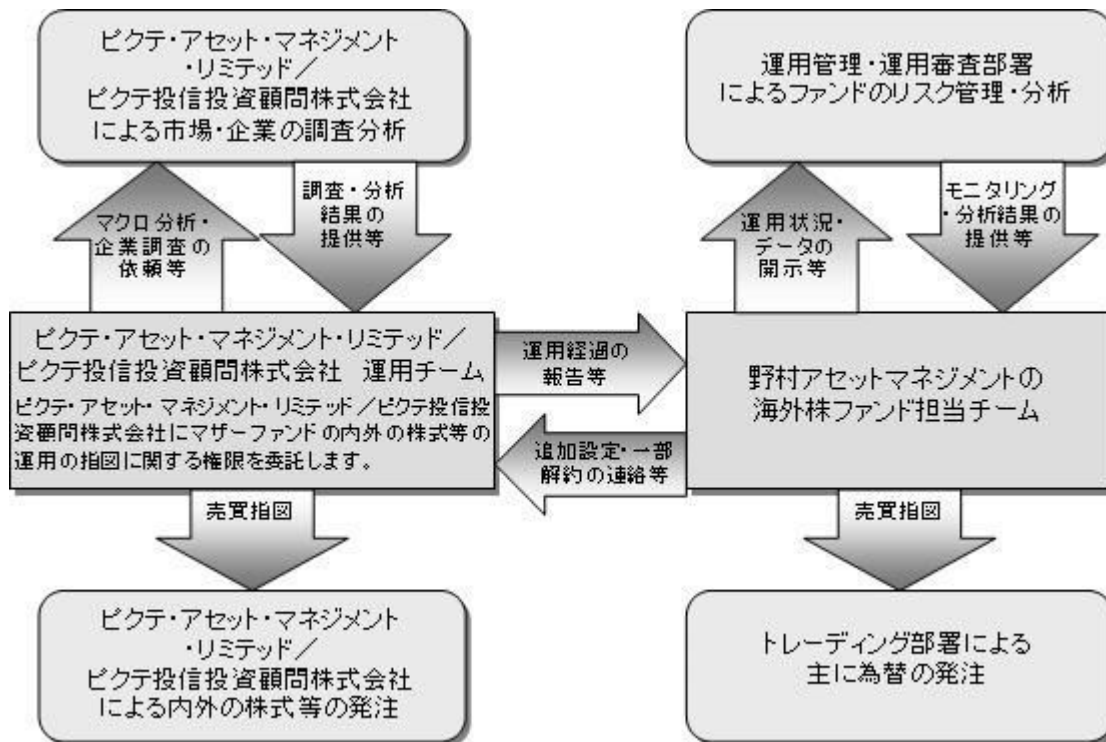 ピクテ・アセット・マネジメント
・リミテッド／
ピクテ投信投資顧問株式会社
による市場・企業の調査分析
運用管理・運用審査部署
によるファンドのリスク管理・分析
マクロ分析・
企業調査の
依頼等
調査・分析
結果の
提供等
運用状況・
データの
開示等
モニタリング
・分析結果の
提供等
ピクテ・アセット・マネジメント・リミテッド／
ピクテ投信投資顧問株式会社　運用チーム
ピクテ・アセット・マネジメント・リミテッド／ピクテ投信投
資顧問株式会社にマザーファンドの内外の株式等の
運用の指図に関する権限を委託します。
運用経過の
報告等
追加設定・一部
解約の連絡等
野村アセットマネジメントの
海外株ファンド担当チーム
売買指図
売買指図
ピクテ・アセット・マネジメント
・リミテッド／
ピクテ投信投資顧問株式会社
による内外の株式等の発注
トレーディング部署による
主に為替の発注